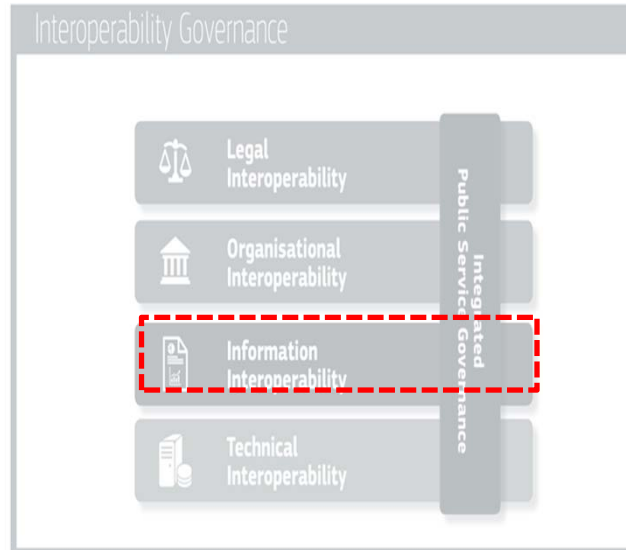 Interoperability Governance
Legal
Interoperability
Organisational
Interoperability
Information
Interoperability
Technical
Interoperability
Integrated
Public Service Governance